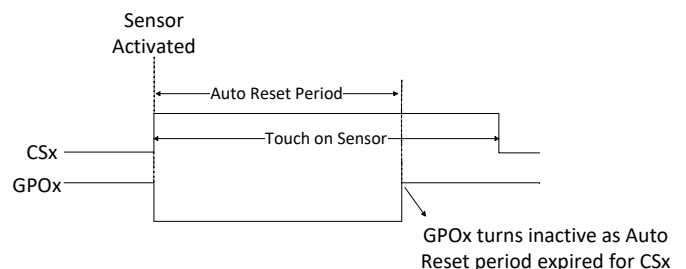 Sensor
Activated
Auto Reset Period
Touch on Sensor
CSx
GPOx
GPOx turns inactive as Auto
Reset period expired for CSx